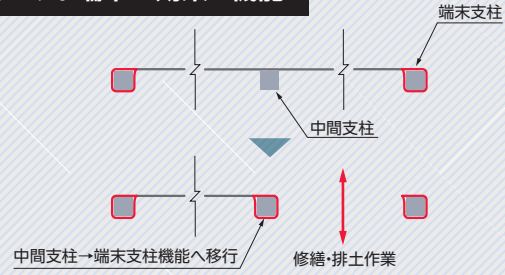 端末支柱
中間支柱
中間支柱→端末支柱機能へ移行
修繕・排土作業